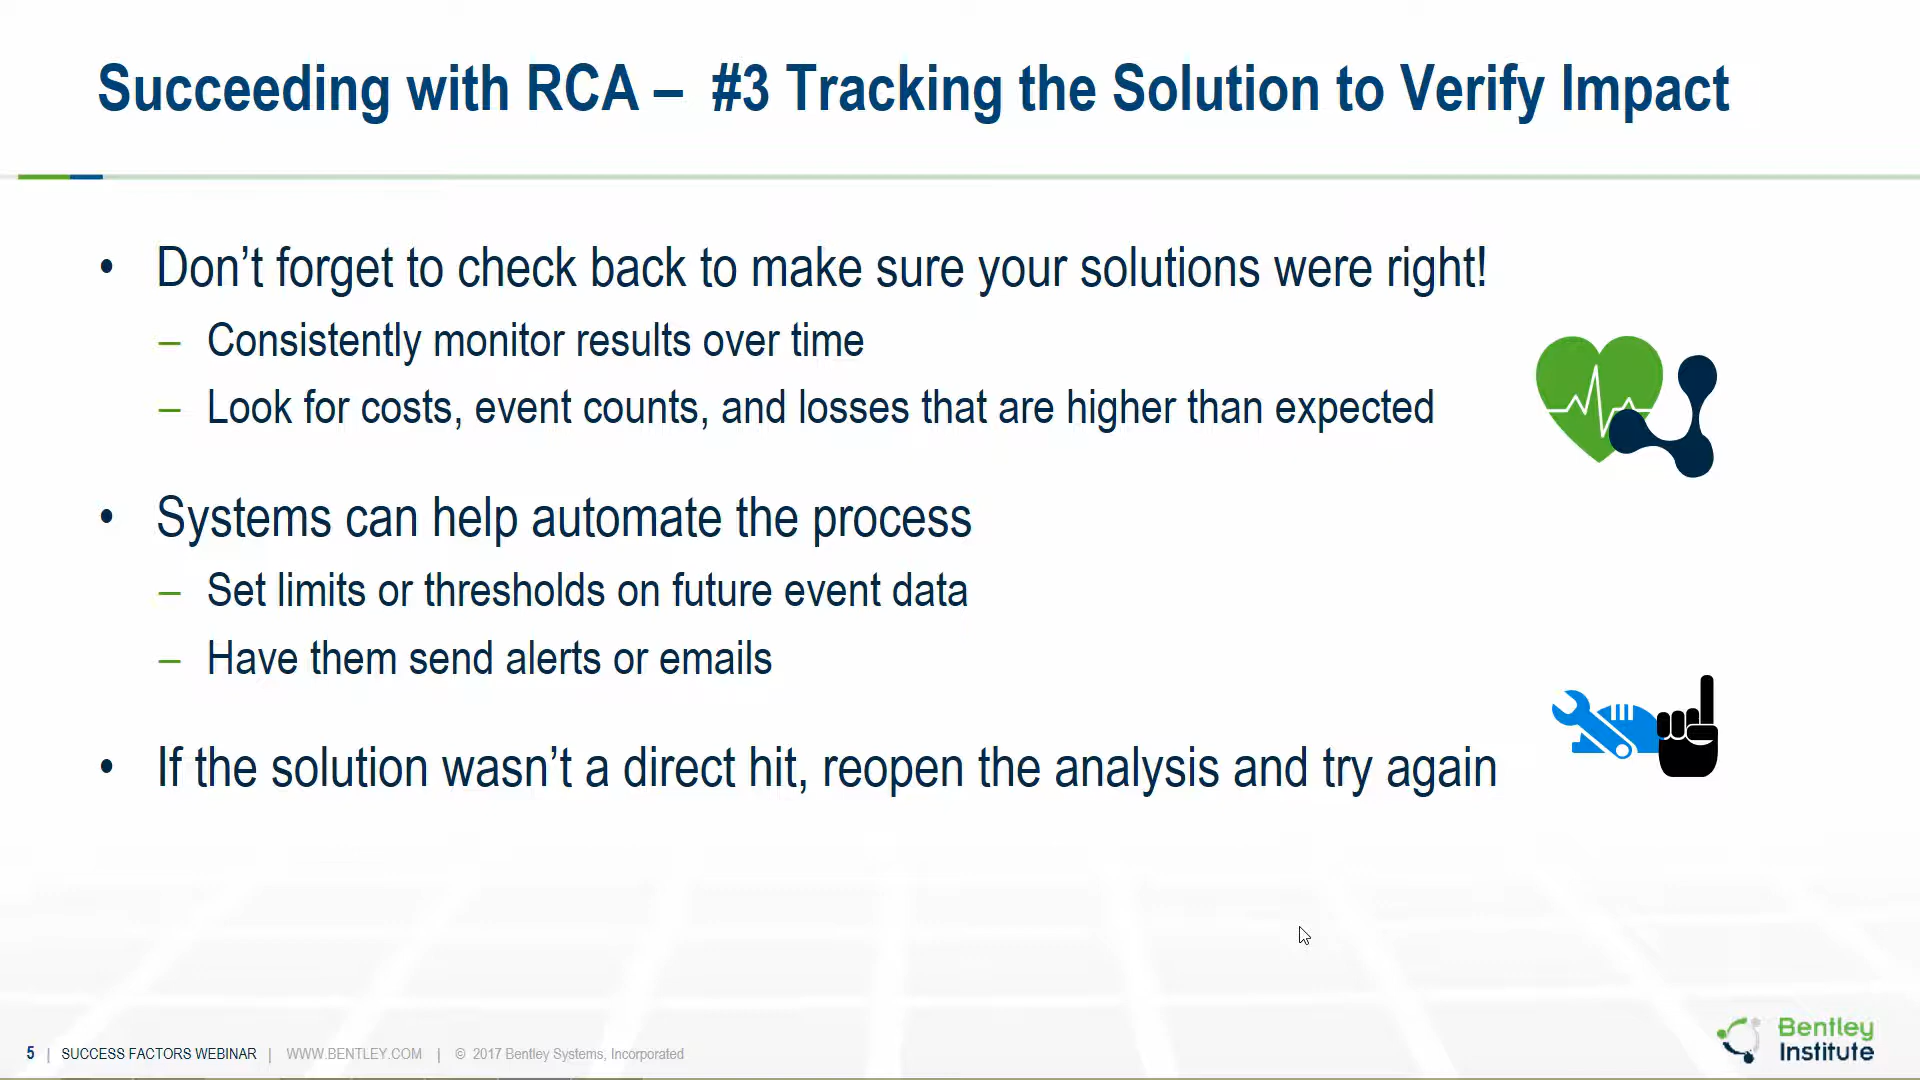 Succeeding with RCA – #3 Tracking the Solution to Verify Impact
• Don’t forget to check back to make sure your solutions were right!
– Consistently monitor results over time
– Look for costs, event counts, and losses that are higher than expected
• Systems can help automate the process
– Set limits or thresholds on future event data
– Have them send alerts or emails
• If the solution wasn’t a direct hit, reopen the analysis and try again
5 | SUCCESS FACTORS WEBINAR | WWW.BENTLEY.COM | © 2017 Bentley Systems, Incorporated
Bentley
Institute